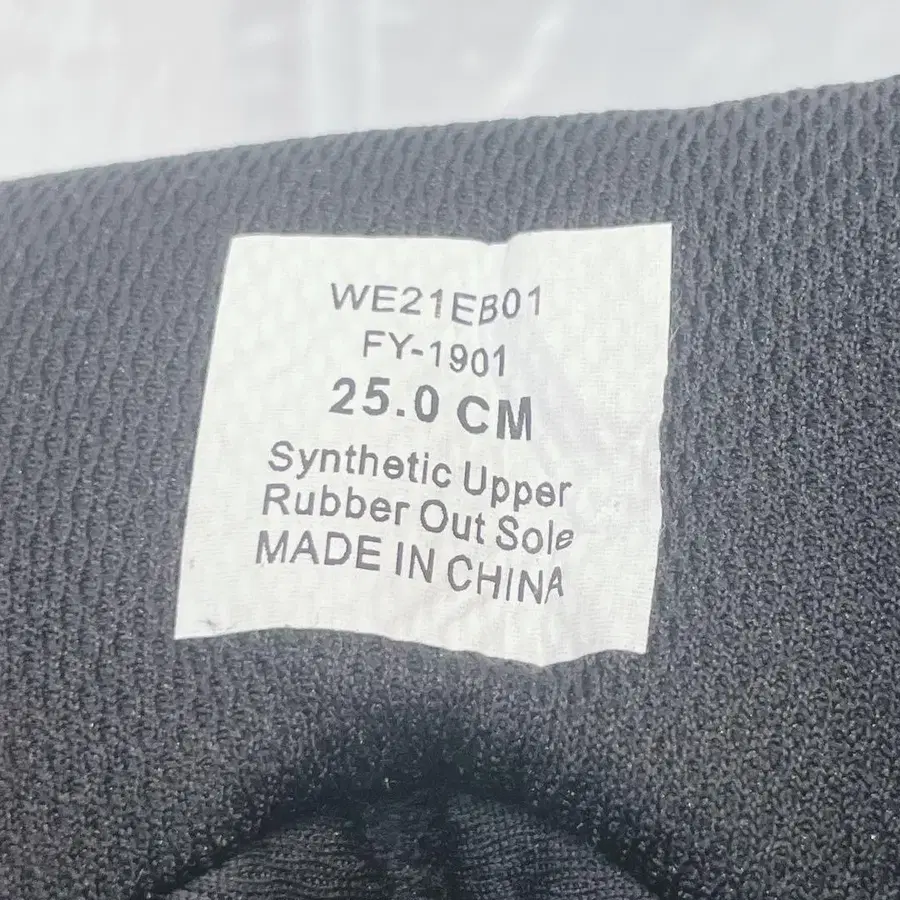 WE21EB01
FY-1901
25.0 CM
Synthetic Upper
Rubber Out Sole
MADE IN CHINA